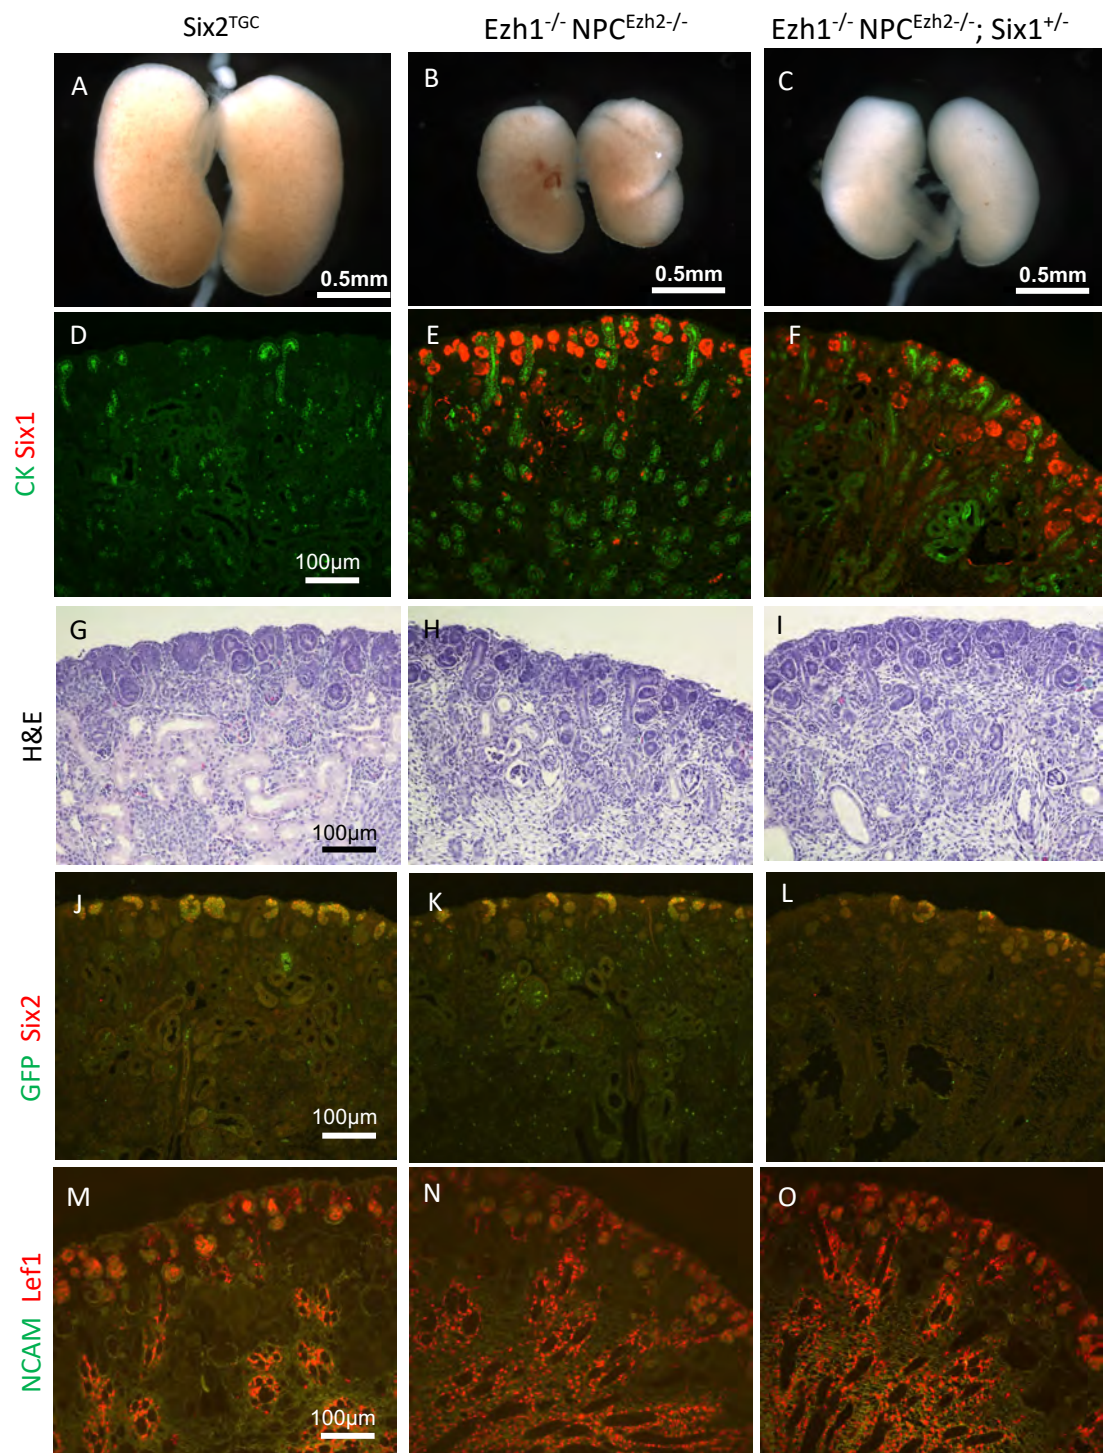 Six2ᵀᴳᶜ
Ezh1⁻/⁻ NPCᴱᶻʰ²⁻/⁻
Ezh1⁻/⁻ NPCᴱᶻʰ²⁻/⁻; Six1⁺/⁻
A
B
C
0.5mm
0.5mm
0.5mm
CK Six1
D
E
F
100µm
H&E
G
H
I
100µm
GFP Six2
J
K
L
100µm
NCAM Lef1
M
N
O
100µm